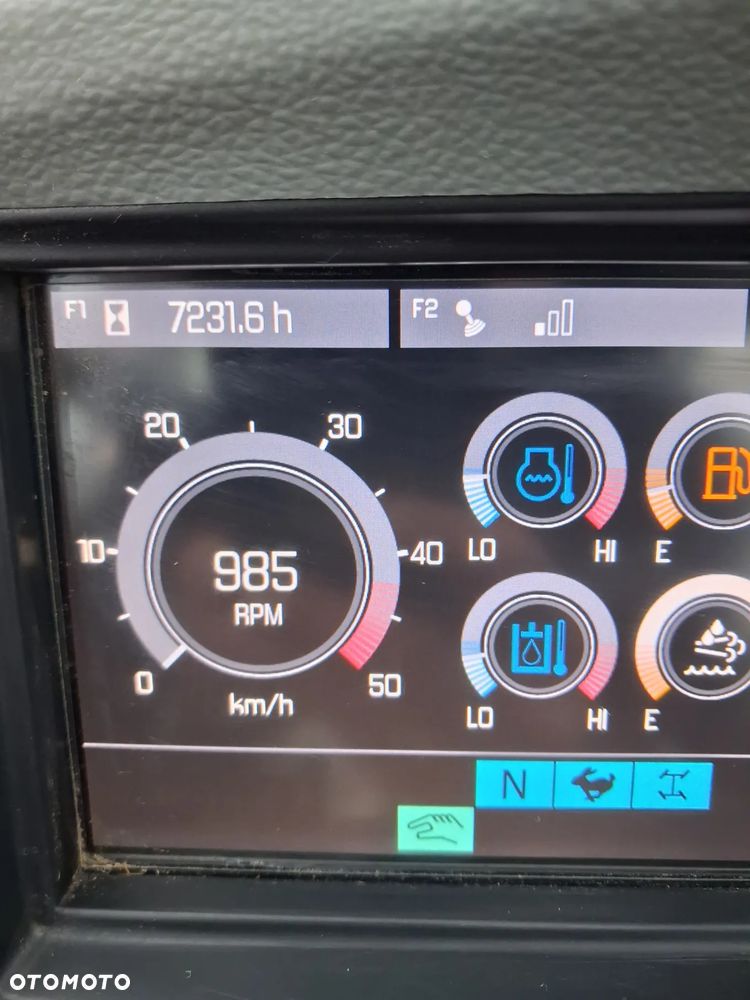 F1 7231.6 h
F2
20 30
10 40
985
RPM
0 50
km/h
LO HI E
LO HI E
N
OTOMOTO